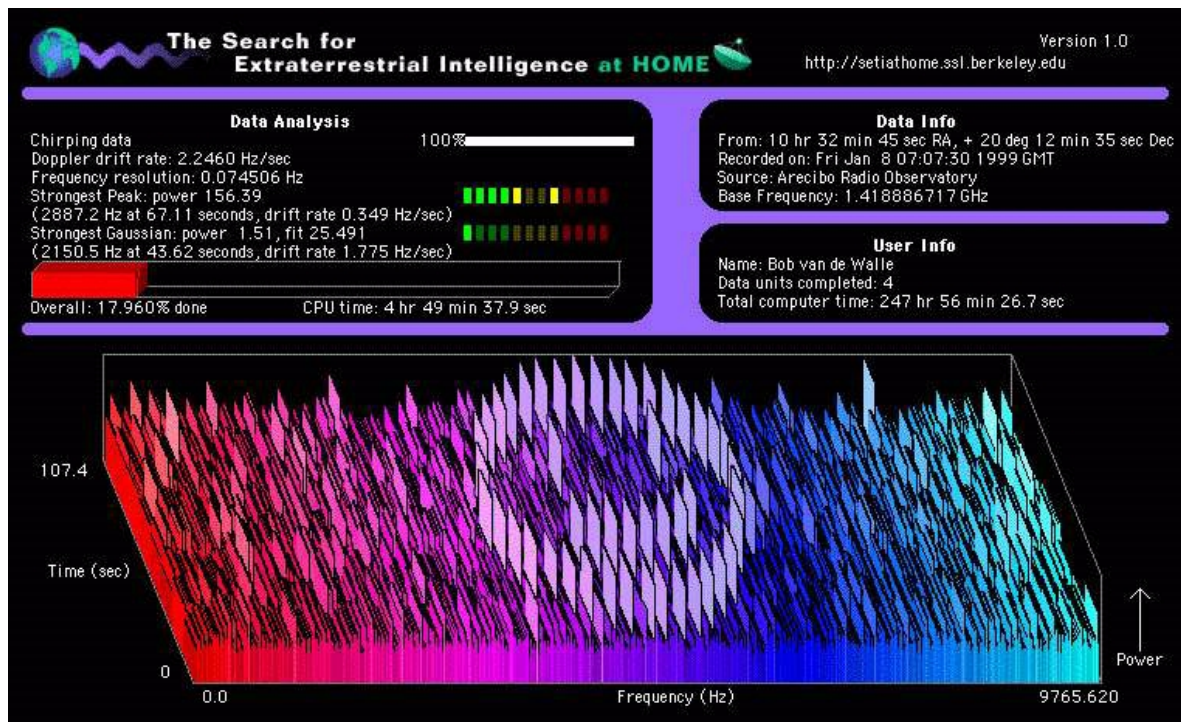 The Search for
Extraterrestrial Intelligence at HOME
Version 1.0
http://setiathome.ssl.berkeley.edu
Data Analysis
Chirping data 100%
Doppler drift rate: 2.2460 Hz/sec
Frequency resolution: 0.074506 Hz
Strongest Peak: power 156.39
(2887.2 Hz at 67.11 seconds, drift rate 0.349 Hz/sec)
Strongest Gaussian: power 1.51, fit 25.491
(2150.5 Hz at 43.62 seconds, drift rate 1.775 Hz/sec)
Overall: 17.960% done CPU time: 4 hr 49 min 37.9 sec
Data Info
From: 10 hr 32 min 45 sec RA, + 20 deg 12 min 35 sec Dec
Recorded on: Fri Jan 8 07:07:30 1999 GMT
Source: Arecibo Radio Observatory
Base Frequency: 1.418886717 GHz
User Info
Name: Bob van de Walle
Data units completed: 4
Total computer time: 247 hr 56 min 26.7 sec
107.4
Time (sec)
0
0.0
Frequency (Hz)
9765.620
Power